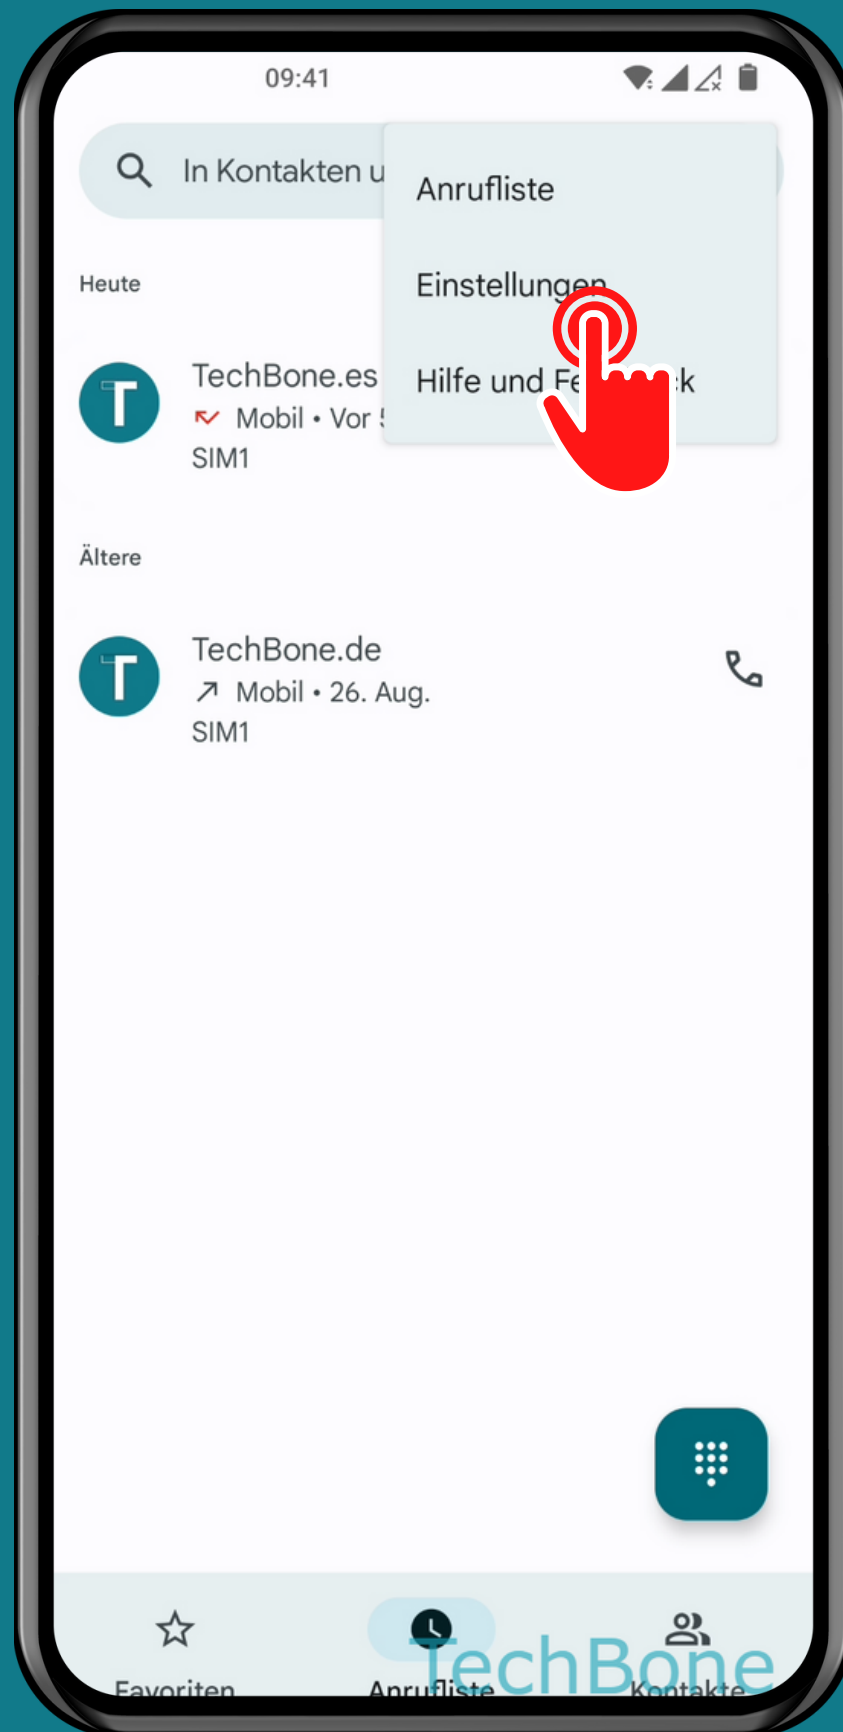 09:41
In Kontakten u
Anrufliste
Einstellungen
Hilfe und Fe k
Heute
TechBone.es
Mobil • Vor
SIM1
Ältere
TechBone.de
Mobil • 26. Aug.
SIM1
Favoriten
Anrufliste
Kontakte
TechBone